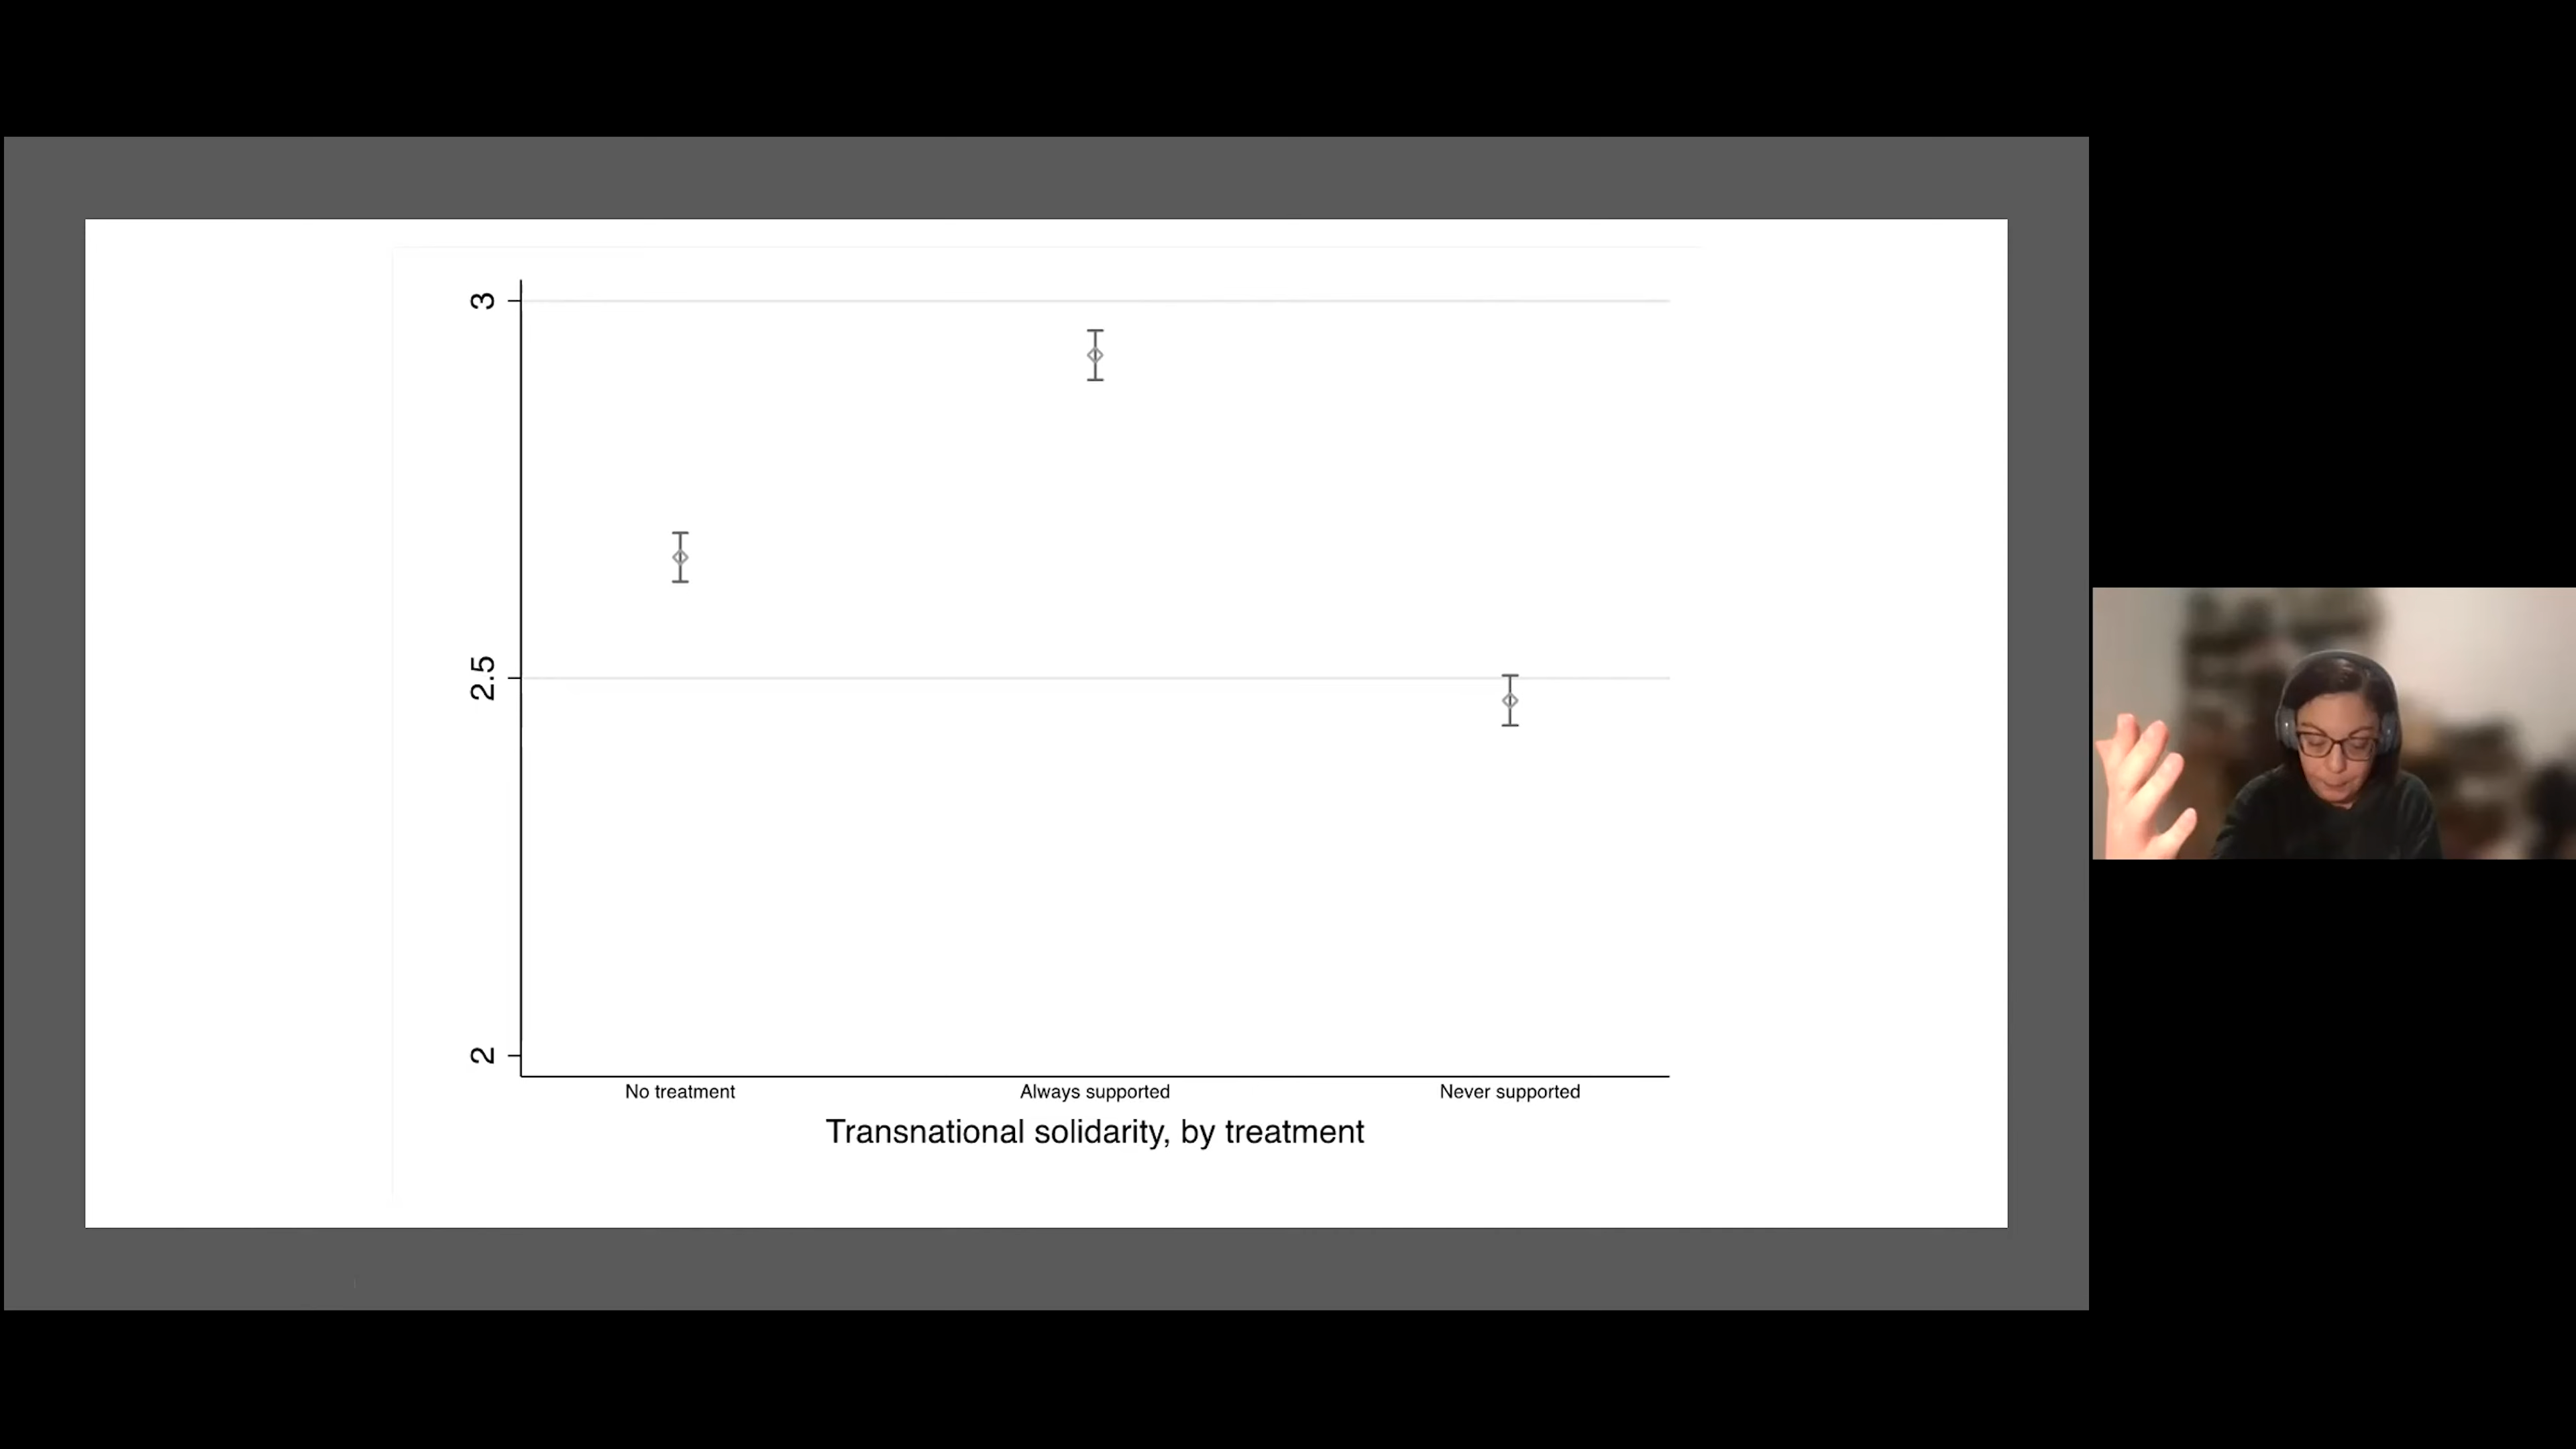 3
2.5
2
No treatment
Always supported
Never supported
Transnational solidarity, by treatment